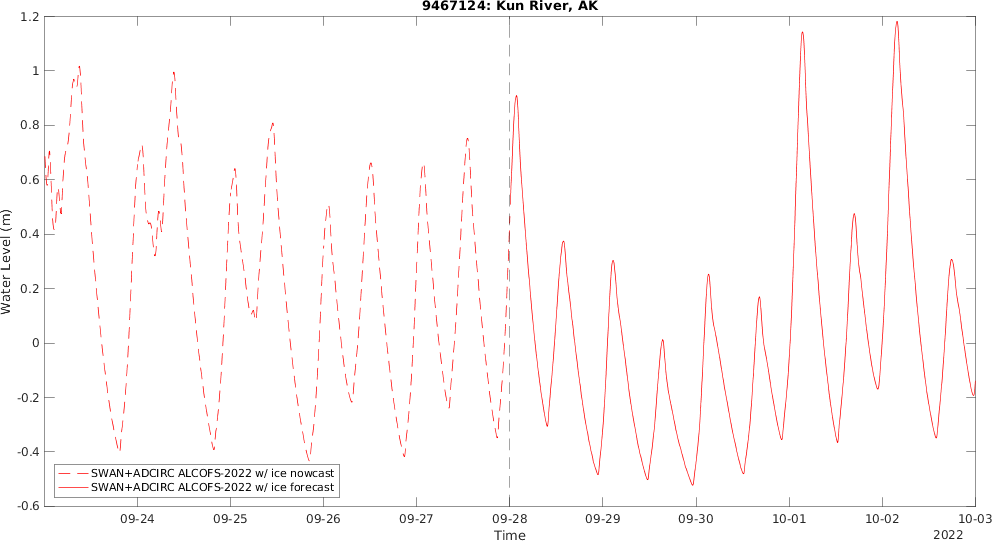 9467124: Kun River, AK
Water Level (m)
1.2
1
0.8
0.6
0.4
0.2
0
-0.2
-0.4
-0.6
SWAN+ADCIRC ALCOFS-2022 w/ ice nowcast
SWAN+ADCIRC ALCOFS-2022 w/ ice forecast
09-24 09-25 09-26 09-27 09-28 09-29 09-30 10-01 10-02 10-03
Time
2022